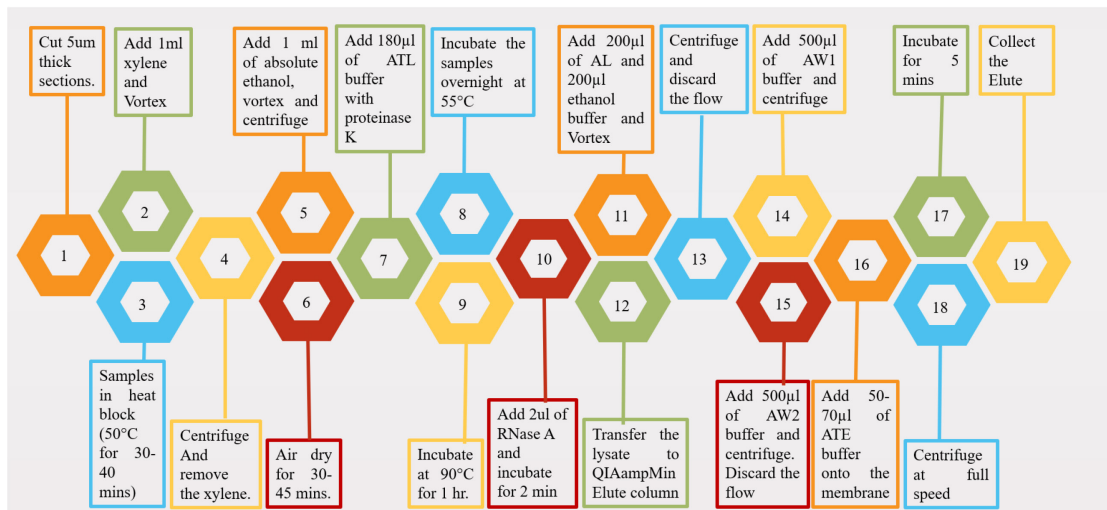 Cut 5um
thick
sections.
Add 1ml
xylene
and
Vortex
Add 1 ml
of absolute
ethanol,
vortex and
centrifuge
Add 180µl
of ATL
buffer
with
proteinase
K
Incubate the
samples
overnight at
55°C
Add 200µl
of AL and
200µl
ethanol
buffer and
Vortex
Centrifuge
and
discard
the flow
Add 500µl
of AW1
buffer and
centrifuge
Incubate
for 5
mins
Collect
the
Elute
1
2
3
4
5
6
7
8
9
10
11
12
13
14
15
16
17
18
19
Samples
in heat
block
(50°C
for 30-
40
mins)
Centrifuge
And
remove
the xylene.
Air dry
for 30-
45 mins.
Incubate
at 90°C
for 1 hr.
Add 2ul of
RNase A
and
incubate
for 2 min
Transfer the
lysate to
QIAampMin
Elute column
Add 500µl
of AW2
buffer and
centrifuge.
Discard the
flow
Add 50-
70µl of
ATE
buffer
onto the
membrane
Centrifuge
at full
speed